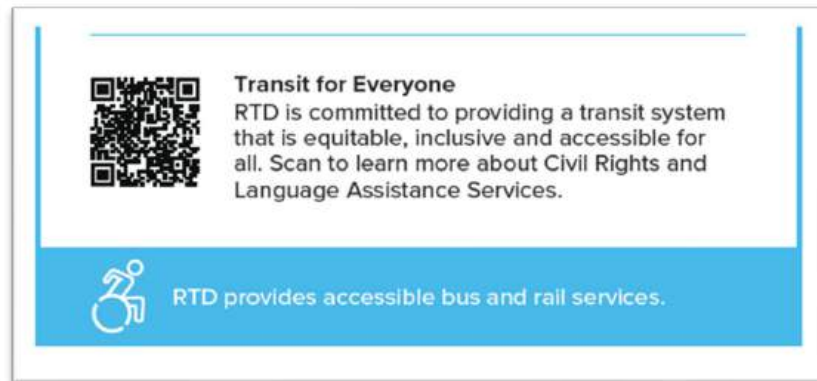 Transit for Everyone
RTD is committed to providing a transit system
that is equitable, inclusive and accessible for
all. Scan to learn more about Civil Rights and
Language Assistance Services.
RTD provides accessible bus and rail services.